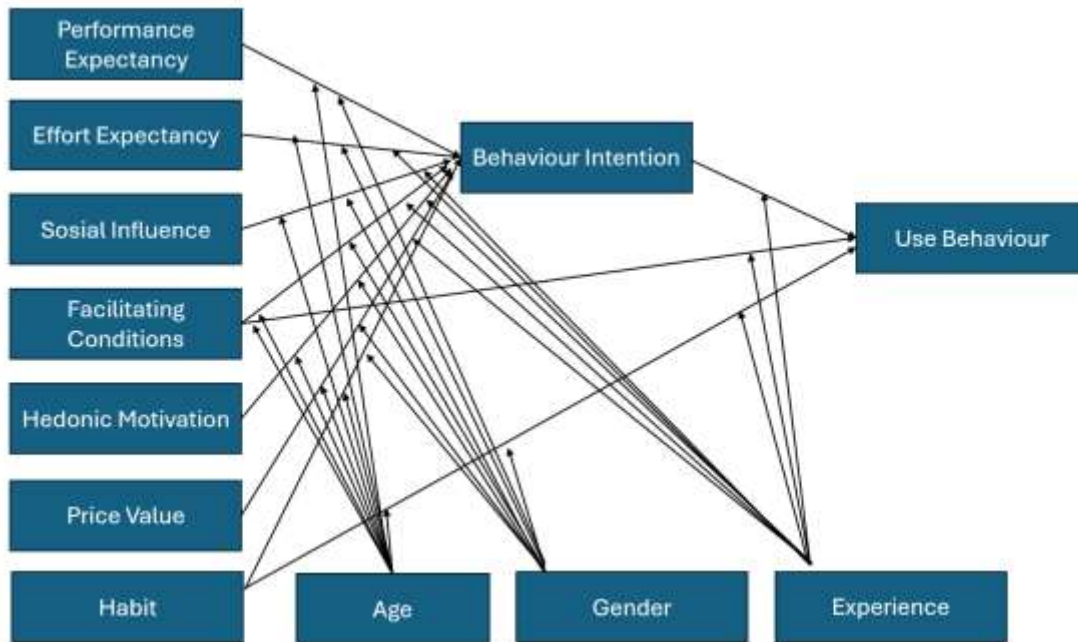 Performance
Expectancy
Effort Expectancy
Behaviour Intention
Sosial Influence
Use Behaviour
Facilitating
Conditions
Hedonic Motivation
Price Value
Habit
Age
Gender
Experience